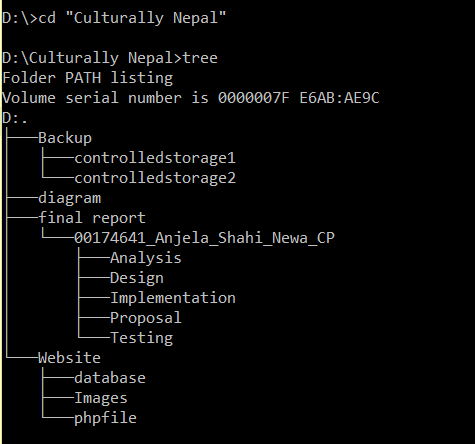 D:\>cd "Culturally Nepal"
D:\Culturally Nepal>tree
Folder PATH listing
Volume serial number is 0000007F E6AB:AE9C
D:.
├───Backup
│   ├───controlledstorage1
│   └───controlledstorage2
├───diagram
├───final report
│   └───00174641_Anjela_Shahi_Newa_CP
│       ├───Analysis
│       ├───Design
│       ├───Implementation
│       ├───Proposal
│       └───Testing
└───Website
    ├───database
    ├───Images
    └───phpfile